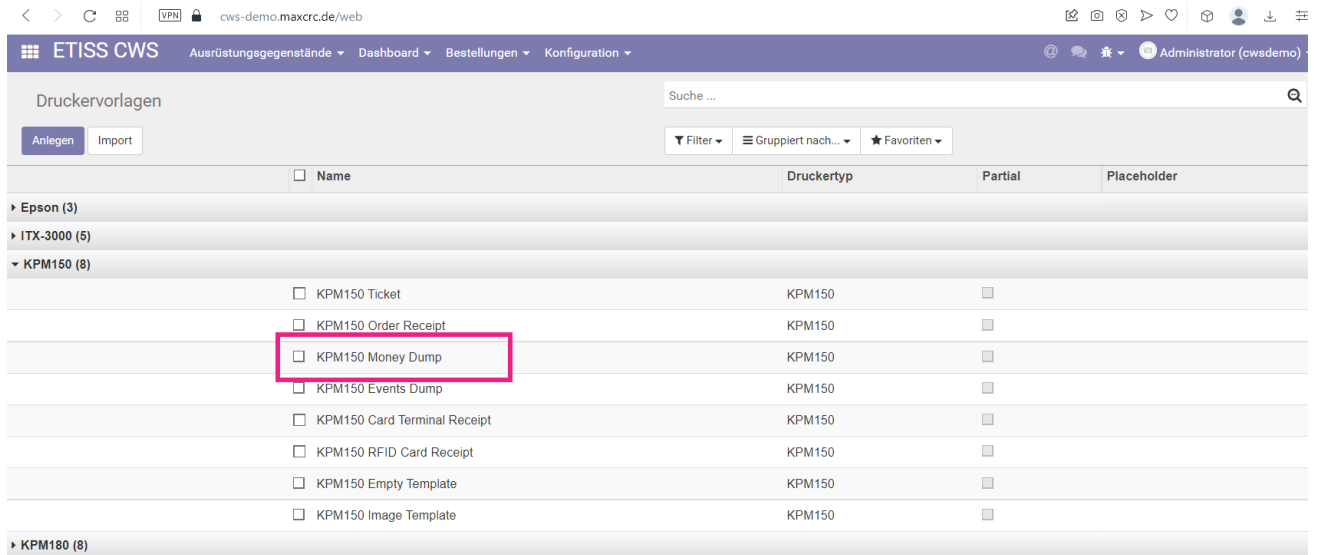 VPN cws-demo.maxcrc.de/web
ETISS CWS Ausrüstungsgegenstände Dashboard Bestellungen Konfiguration @ Administrator (cwsdemo)
Druckervorlagen Suche ...
Anlegen Import Filter Gruppiert nach... Favoriten
Name Druckertyp Partial Placeholder
Epson (3)
ITX-3000 (5)
KPM150 (8)
KPM150 Ticket KPM150
KPM150 Order Receipt KPM150
KPM150 Money Dump KPM150
KPM150 Events Dump KPM150
KPM150 Card Terminal Receipt KPM150
KPM150 RFID Card Receipt KPM150
KPM150 Empty Template KPM150
KPM150 Image Template KPM150
KPM180 (8)